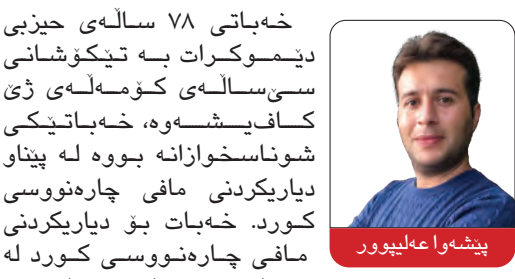 خەباتی ٧٨ ساڵەی حیزبی
دێموکرات بە تێکۆشانی
سێ‌ساڵەی کۆمەڵەی ژێ
کافیشەوە، خەباتێکی
شوناسخوازانە بووە لە پێناو
دیاریکردنی مافی چارەنووسی
کورد. خەبات بۆ دیاریکردنی
مافی چارەنووسی کورد لە
پێشەوا عەلیپوور